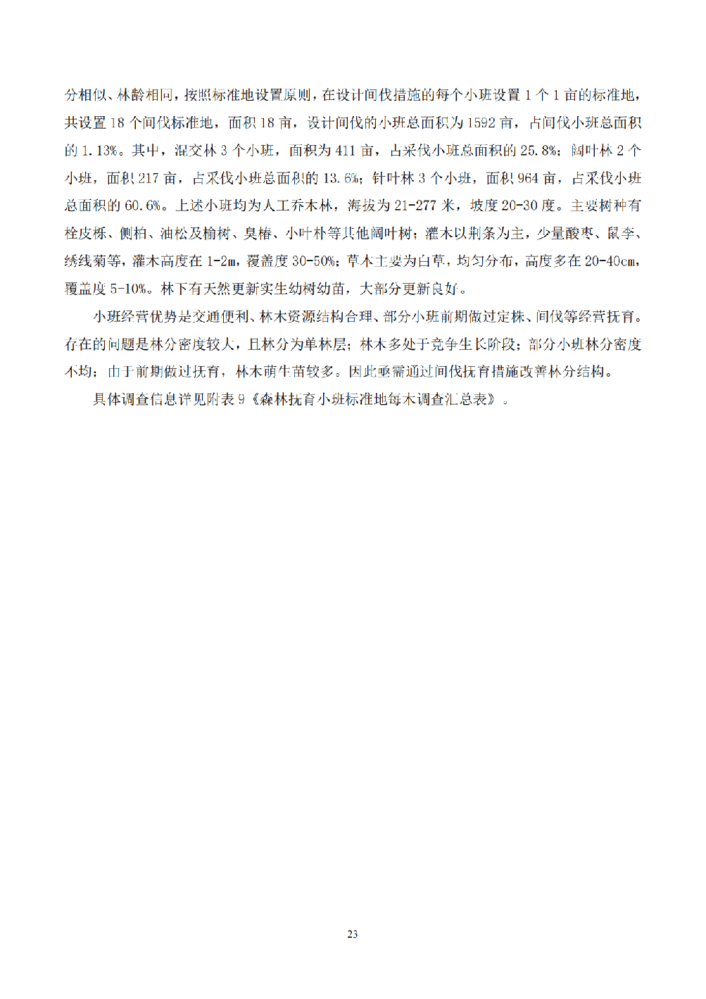 分相似、林龄相同，按照标准地设置原则，在设计间伐措施的每个小班设置 1 个 1 亩的标准地，
共设置 18 个间伐标准地，面积 18 亩，设计间伐的小班总面积为 1592 亩，占间伐小班总面积
的 1.13%。其中，混交林 3 个小班，面积为 411 亩，占采伐小班总面积的 25.8%；阔叶林 2 个
小班，面积 217 亩，占采伐小班总面积的 13.6%；针叶林 3 个小班，面积 964 亩，占采伐小班
总面积的 60.6%。上述小班均为人工乔木林，海拔为 21-277 米，坡度 20-30 度。主要树种有
栓皮栎、侧柏、油松及榆树、臭椿、小叶朴等其他阔叶树；灌木以荆条为主，少量酸枣、鼠李、
绣线菊等，灌木高度在 1-2m，覆盖度 30-50%；草本主要为白草，均匀分布，高度多在 20-40cm，
覆盖度 5-10%。林下有天然更新实生幼树幼苗，大部分更新良好。
小班经营优势是交通便利、林木资源结构合理、部分小班前期做过定株、间伐等经营抚育。
存在的问题是林分密度较大，且林分为单林层；林木多处于竞争生长阶段；部分小班林分密度
不均；由于前期做过抚育，林木萌生苗较多。因此亟需通过间伐抚育措施改善林分结构。
具体调查信息详见附表 9《森林抚育小班标准地每木调查汇总表》。
23